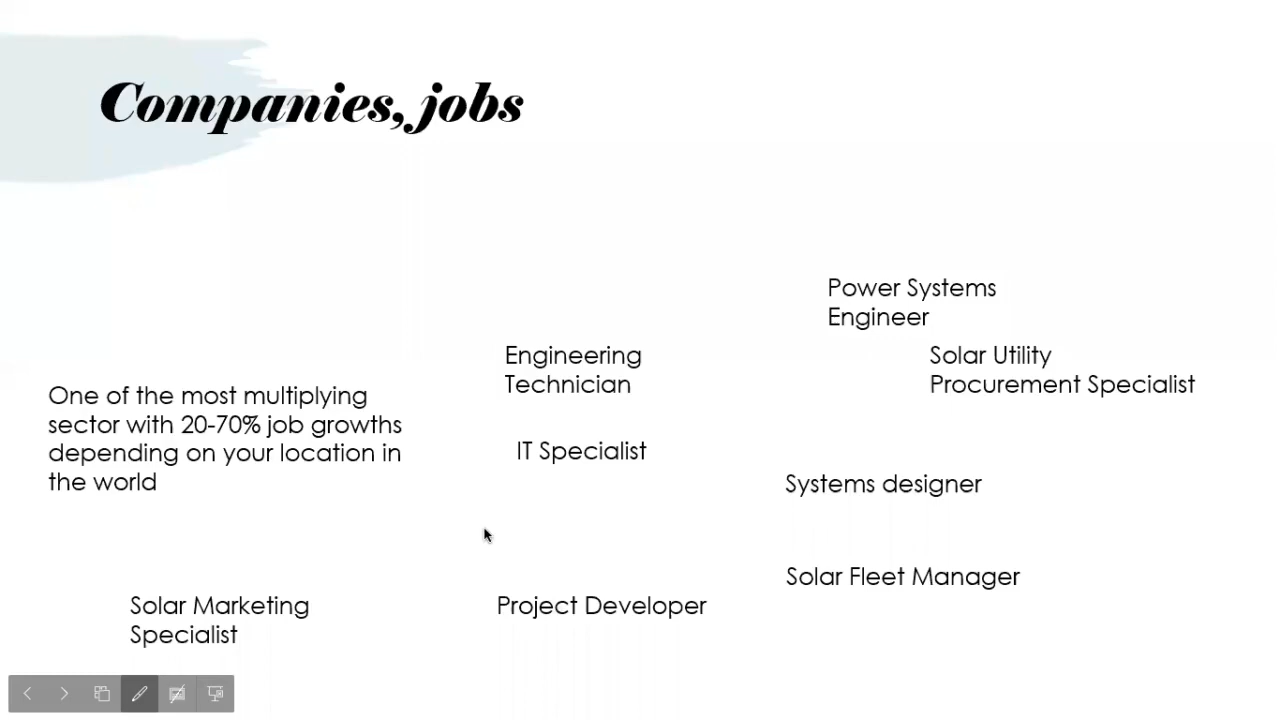 Companies, jobs
Power Systems
Engineer
Engineering
Technician
Solar Utility
Procurement Specialist
One of the most multiplying
sector with 20-70% job growths
depending on your location in
the world
IT Specialist
Systems designer
Solar Fleet Manager
Solar Marketing
Specialist
Project Developer